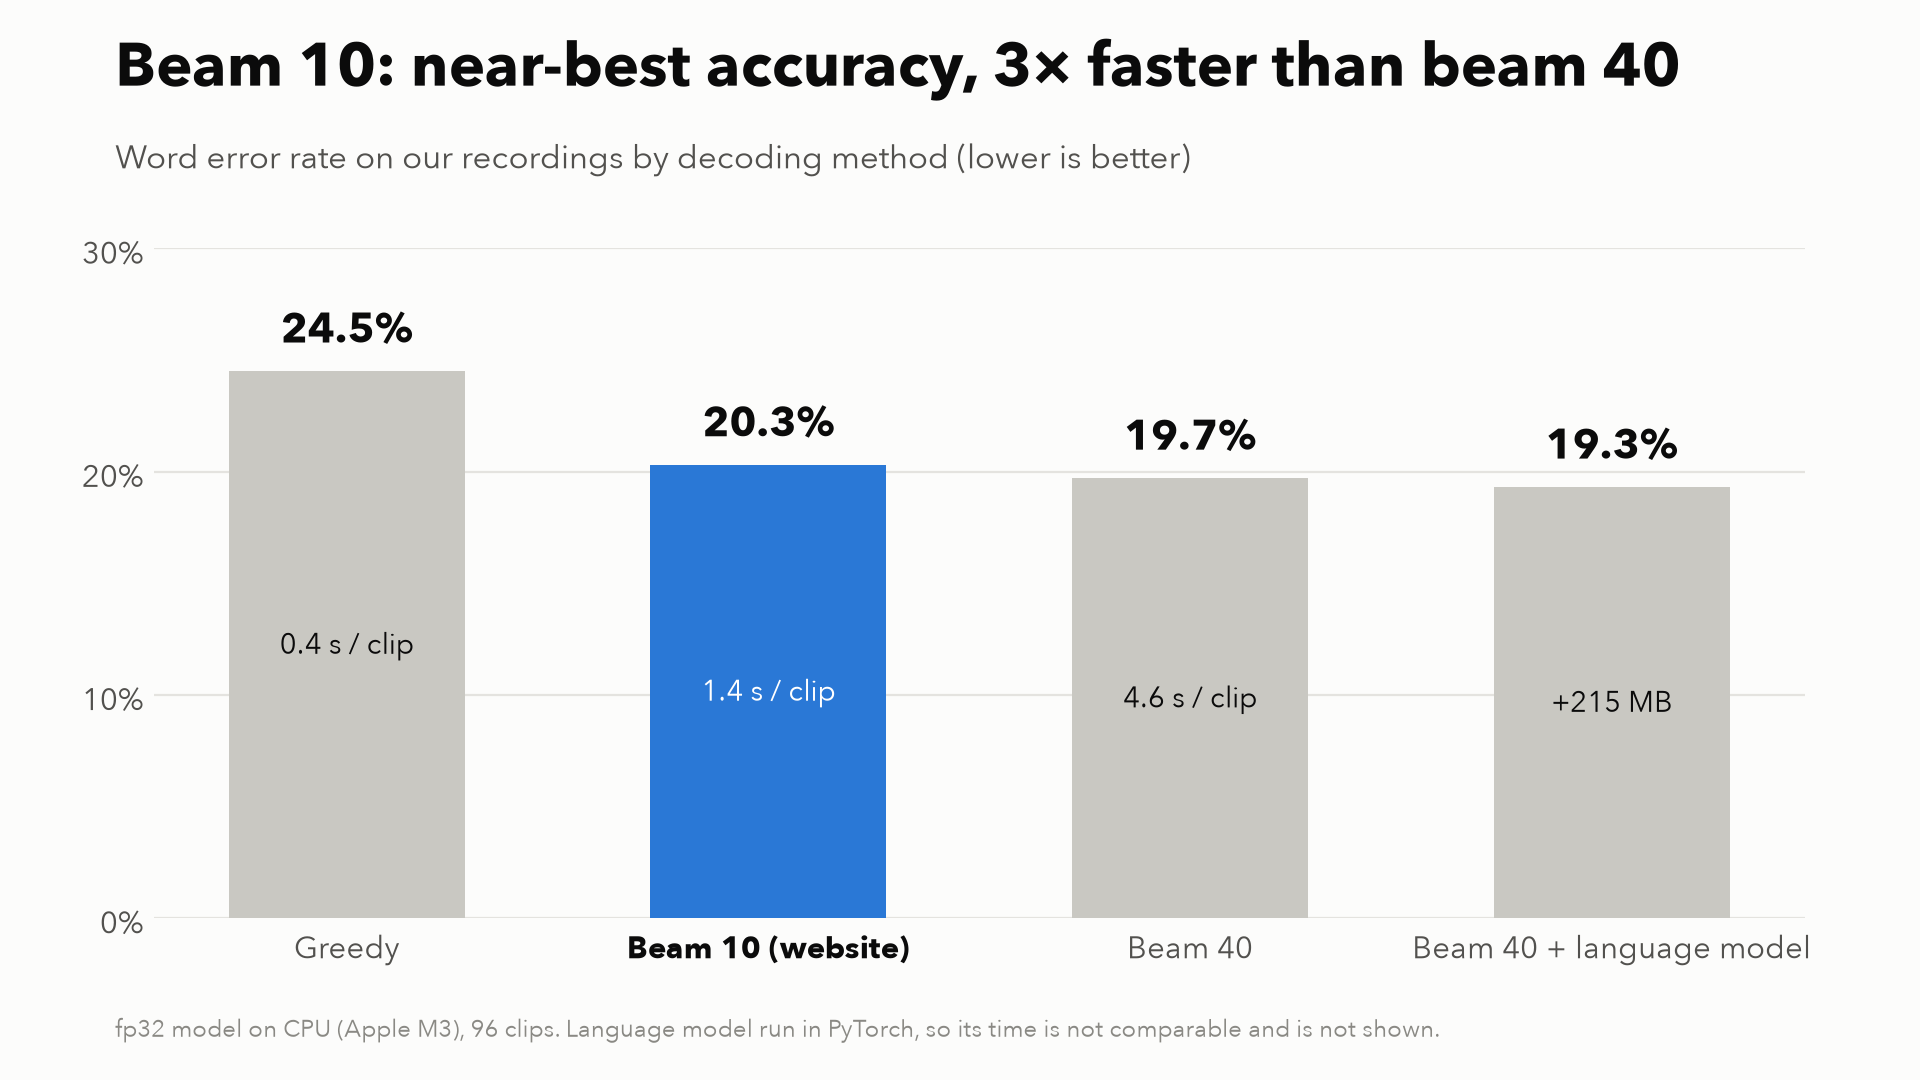 Beam 10: near-best accuracy, 3× faster than beam 40
Word error rate on our recordings by decoding method (lower is better)
30%
20%
10%
0%
24.5%
20.3%
19.7%
19.3%
0.4 s / clip
1.4 s / clip
4.6 s / clip
+215 MB
Greedy
Beam 10 (website)
Beam 40
Beam 40 + language model
fp32 model on CPU (Apple M3), 96 clips. Language model run in PyTorch, so its time is not comparable and is not shown.